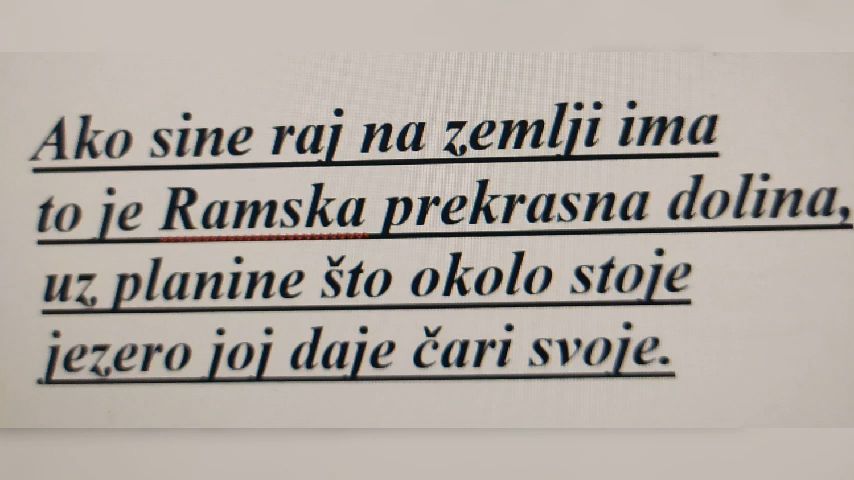 Ako sine raj na zemlji ima
to je Ramska prekrasna dolina,
uz planine što okolo stoje
jezero joj daje čari svoje.